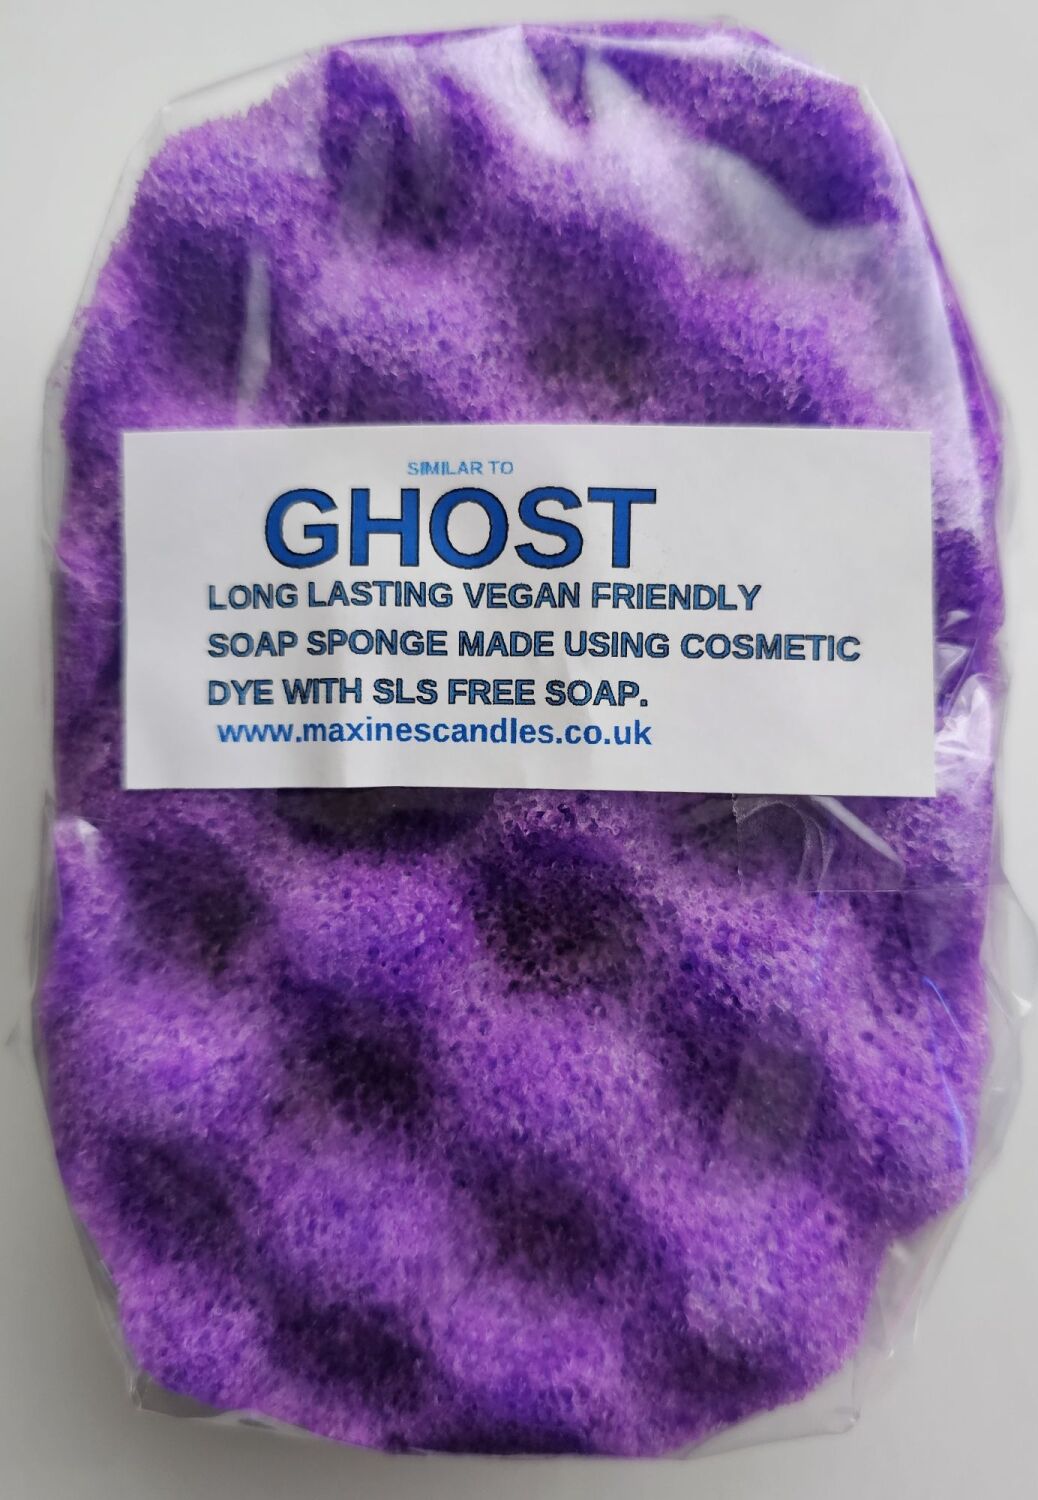 SIMILAR TO
GHOST
LONG LASTING VEGAN FRIENDLY
SOAP SPONGE MADE USING COSMETIC
DYE WITH SLS FREE SOAP.
www.maxinescandles.co.uk